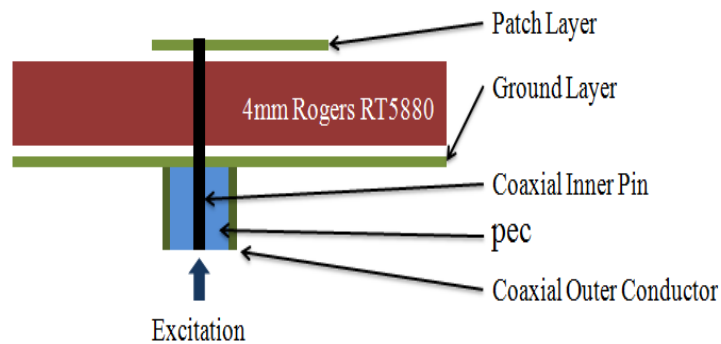 Patch Layer
Ground Layer
4mm Rogers RT5880
Coaxial Inner Pin
pec
Coaxial Outer Conductor
Excitation